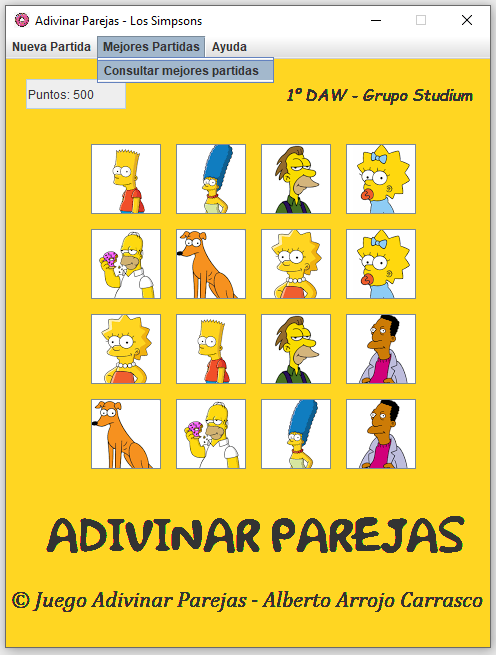 Adivinar Parejas - Los Simpsons
Nueva Partida Mejores Partidas Ayuda
Consultar mejores partidas
Puntos: 500
1º DAW - Grupo Studium
ADIVINAR PAREJAS
© Juego Adivinar Parejas - Alberto Arrojo Carrasco